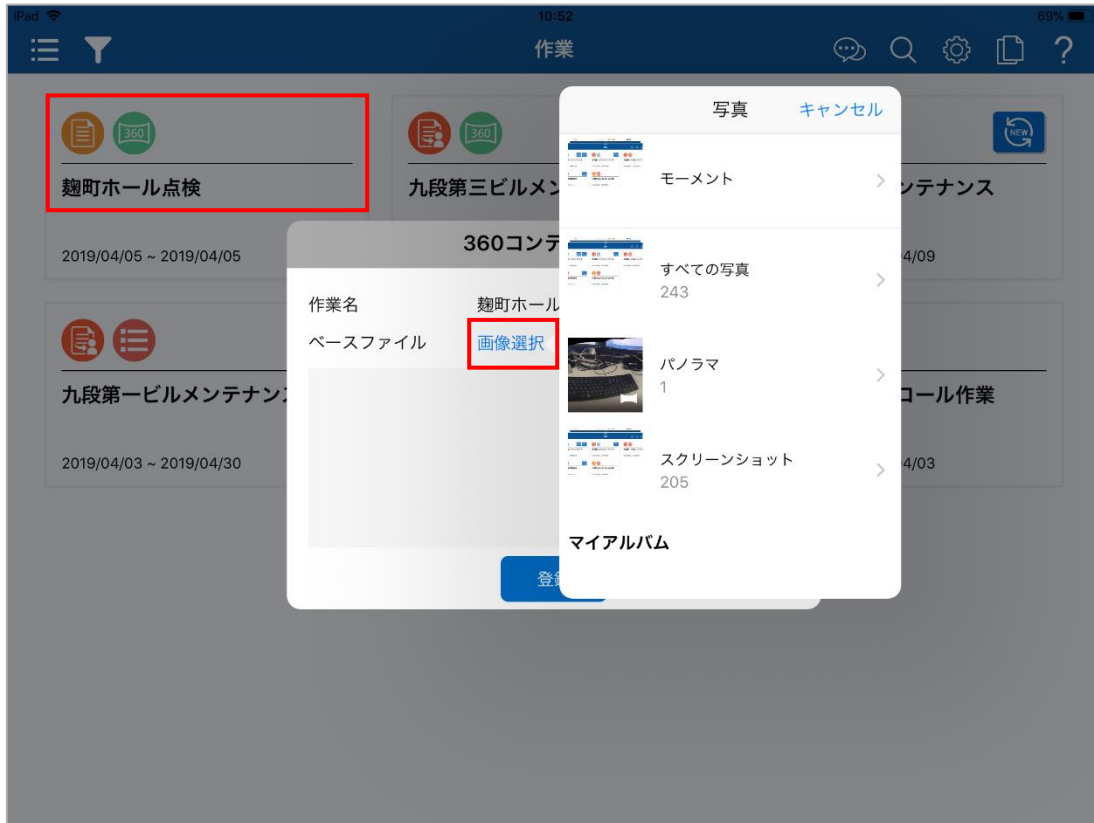 iPad
10:52
69%
作業
?
360
麹町ホール点検
2019/04/05 ~ 2019/04/05
360
九段第三ビルメン
NEW
ンテナンス
4/09
九段第一ビルメンテナン
2019/04/03 ~ 2019/04/30
コール作業
4/03
360コンテ
作業名
麹町ホール
ベースファイル
画像選択
登
写真
キャンセル
モーメント
すべての写真
243
パノラマ
1
スクリーンショット
205
マイアルバム